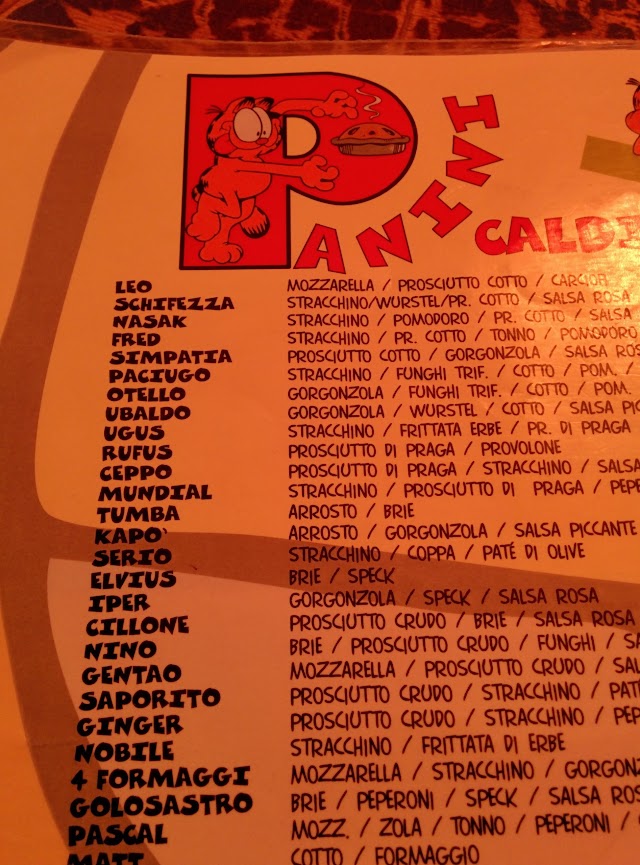 PANINI
CALDI
LEO MOZZARELLA / PROSCIUTTO COTTO / CARCIOFI
SCHIFEZZA STRACCHINO/WURSTEL/PR. COTTO / SALSA ROSA
NASAK STRACCHINO / POMODORO / PR. COTTO / SALSA
FRED STRACCHINO / PR. COTTO / TONNO / POMODORO
SIMPATIA PROSCIUTTO COTTO / GORGONZOLA / SALSA ROS
PACIUGO STRACCHINO / FUNGHI TRIF. / COTTO / POM. /
OTELLO GORGONZOLA / FUNGHI TRIF. / COTTO / POM.
UBALDO GORGONZOLA / WURSTEL / COTTO / SALSA PIC
UGUS STRACCHINO / FRITTATA ERBE / PR. DI PRAGA
RUFUS PROSCIUTTO DI PRAGA / PROVOLONE
CEPPO PROSCIUTTO DI PRAGA / STRACCHINO / SALSA
MUNDIAL STRACCHINO / PROSCIUTTO DI PRAGA / PEPE
TUMBA ARROSTO / BRIE
KAPO' ARROSTO / GORGONZOLA / SALSA PICCANTE
SERIO STRACCHINO / COPPA / PATÉ DI OLIVE
ELVIUS BRIE / SPECK
IPER GORGONZOLA / SPECK / SALSA ROSA
CILLONE PROSCIUTTO CRUDO / BRIE / SALSA ROSA
NINO BRIE / PROSCIUTTO CRUDO / FUNGHI / SA
GENTAO MOZZARELLA / PROSCIUTTO CRUDO / SAL
SAPORITO PROSCIUTTO CRUDO / STRACCHINO / PAT
GINGER PROSCIUTTO CRUDO / STRACCHINO / PEP
NOBILE STRACCHINO / FRITTATA DI ERBE
4 FORMAGGI MOZZARELLA / STRACCHINO / GORGONZ
GOLOSASTRO BRIE / PEPERONI / SPECK / SALSA ROS
PASCAL MOZZ. / ZOLA / TONNO / PEPERONI /
MATT COTTO / FORMAGGIO